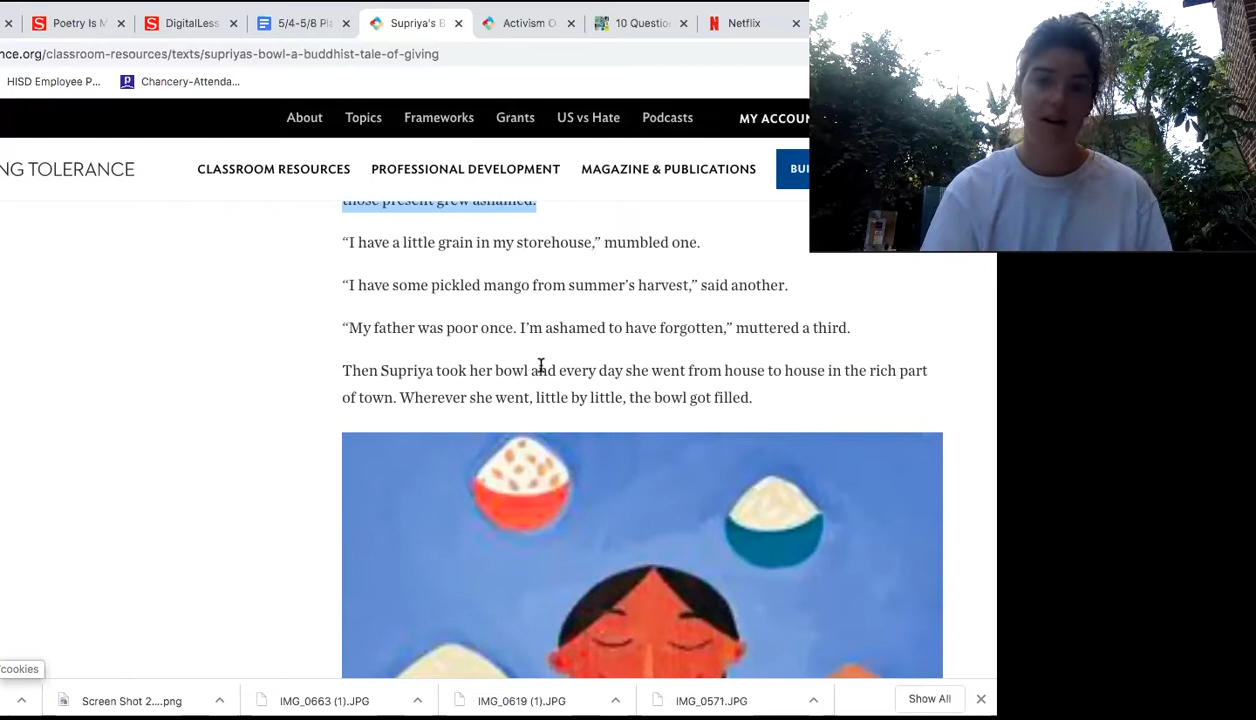 Poetry Is M
DigitalLess
5/4-5/8 Pl
Supriya's B
Activism O
10 Questio
Netflix
nce.org/classroom-resources/texts/supriyas-bowl-a-buddhist-tale-of-giving
HISD Employee P...
Chancery-Attenda...
About Topics Frameworks Grants US vs Hate Podcasts MY ACCOUN
NG TOLERANCE CLASSROOM RESOURCES PROFESSIONAL DEVELOPMENT MAGAZINE & PUBLICATIONS BUI
those present grew ashamed.
“I have a little grain in my storehouse,” mumbled one.
“I have some pickled mango from summer’s harvest,” said another.
“My father was poor once. I’m ashamed to have forgotten,” muttered a third.
Then Supriya took her bowl and every day she went from house to house in the rich part
of town. Wherever she went, little by little, the bowl got filled.
/cookies
Screen Shot 2....png
IMG_0663 (1).JPG
IMG_0619 (1).JPG
IMG_0571.JPG
Show All